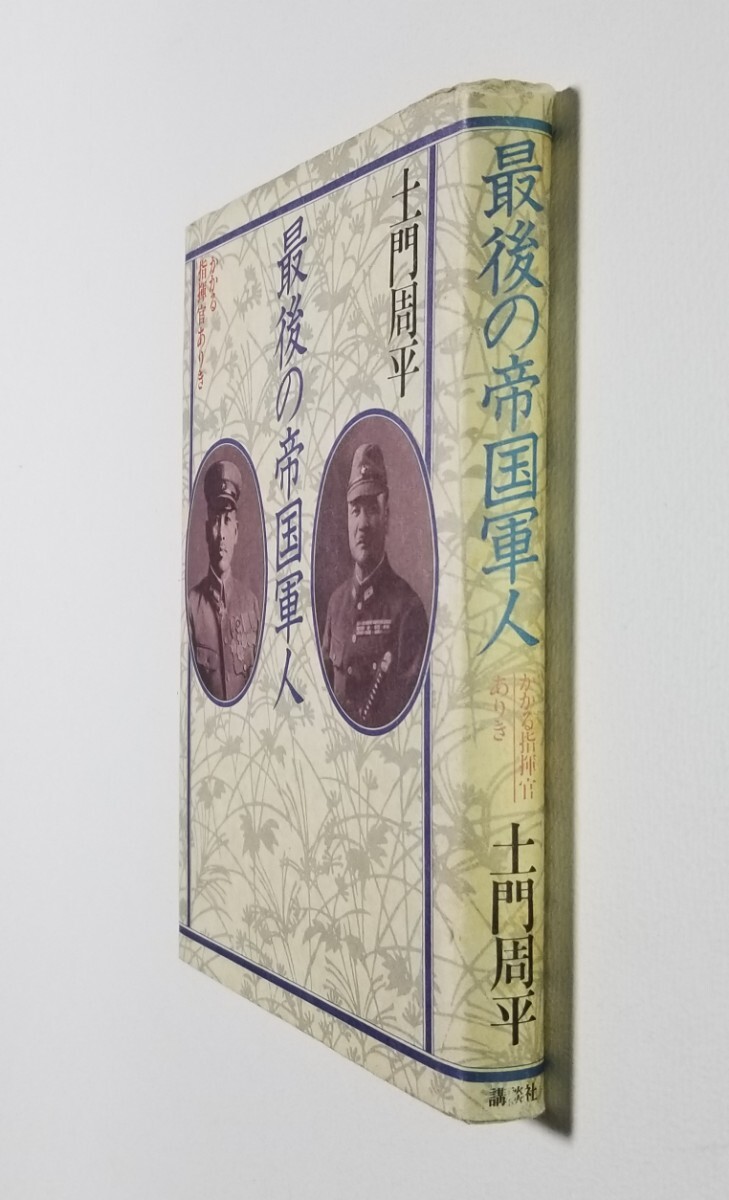 土門周平
最後の帝国軍人
かかる
指揮官ありき
最後の帝国軍人
かかる指揮官
ありき
土門周平
講談社